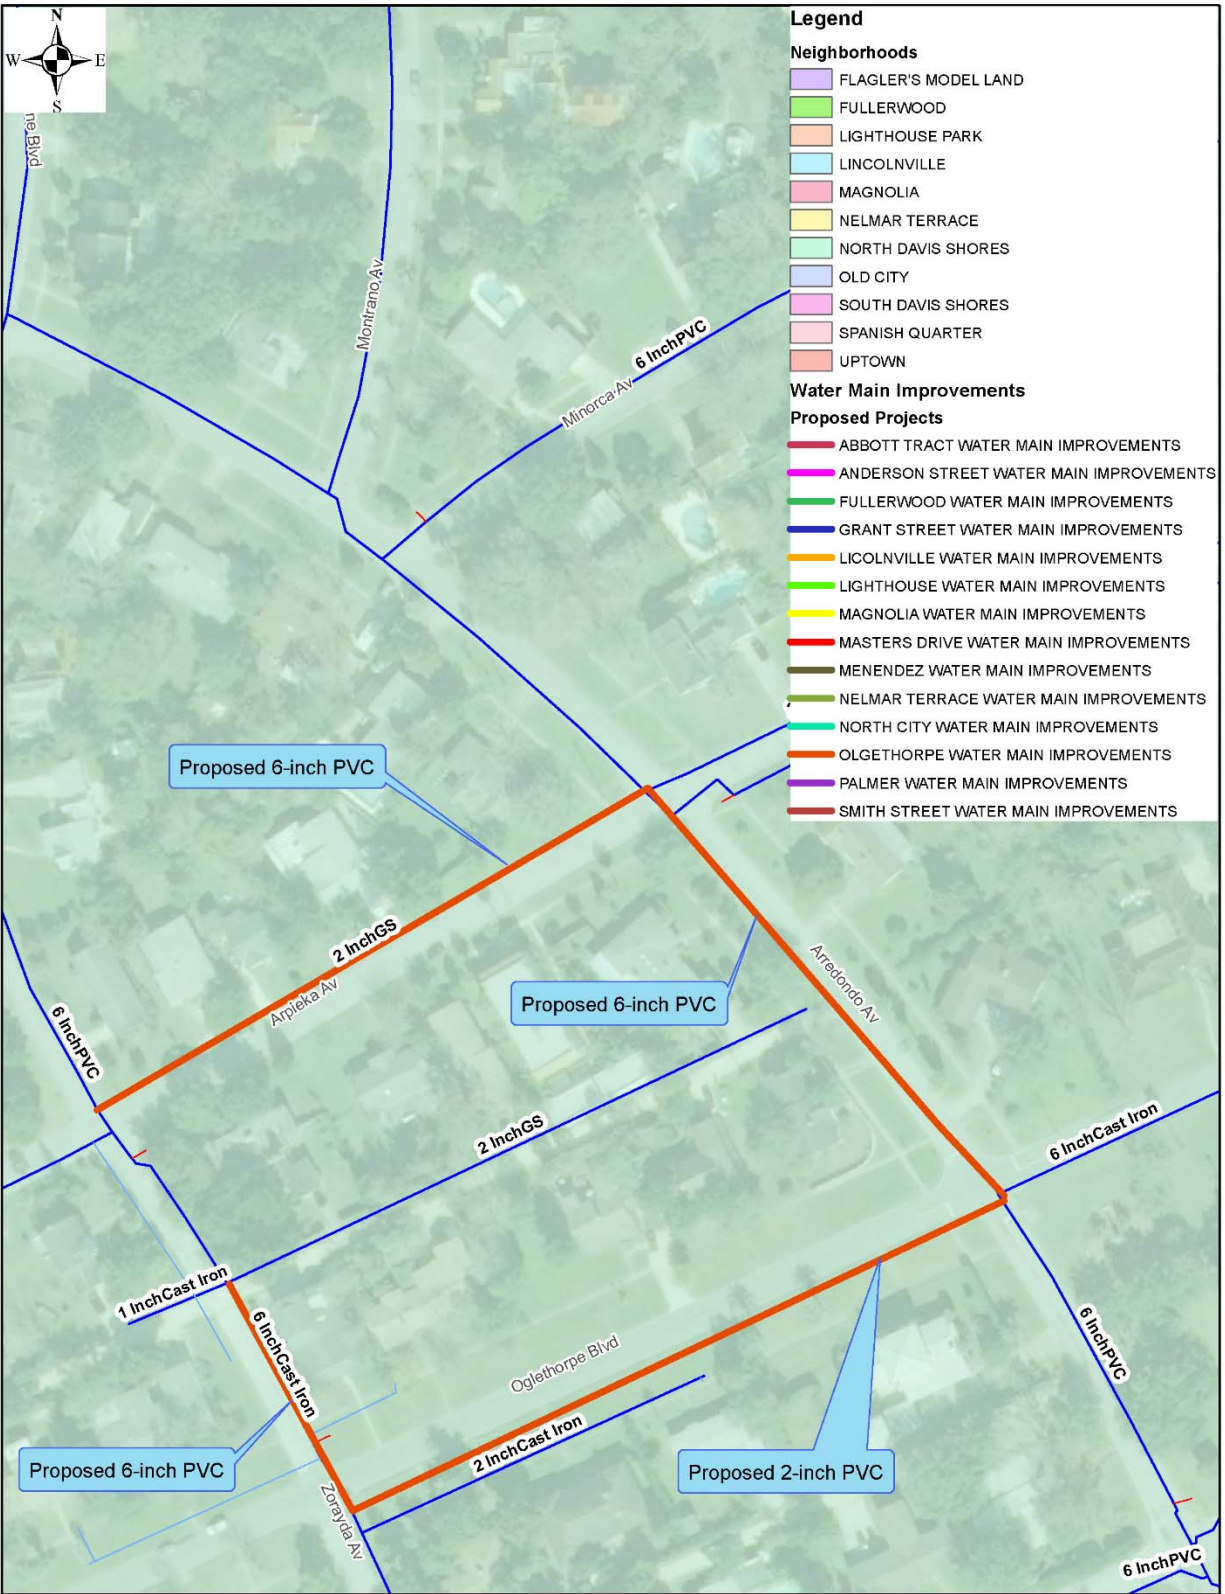 N
W E
S
ne Blvd
Montrano Av
6 InchPVC
Minorca Av
Legend
Neighborhoods
FLAGLER'S MODEL LAND
FULLERWOOD
LIGHTHOUSE PARK
LINCOLNVILLE
MAGNOLIA
NELMAR TERRACE
NORTH DAVIS SHORES
OLD CITY
SOUTH DAVIS SHORES
SPANISH QUARTER
UPTOWN
Water Main Improvements
Proposed Projects
ABBOTT TRACT WATER MAIN IMPROVEMENTS
ANDERSON STREET WATER MAIN IMPROVEMENTS
FULLERWOOD WATER MAIN IMPROVEMENTS
GRANT STREET WATER MAIN IMPROVEMENTS
LICOLNVILLE WATER MAIN IMPROVEMENTS
LIGHTHOUSE WATER MAIN IMPROVEMENTS
MAGNOLIA WATER MAIN IMPROVEMENTS
MASTERS DRIVE WATER MAIN IMPROVEMENTS
MENENDEZ WATER MAIN IMPROVEMENTS
NELMAR TERRACE WATER MAIN IMPROVEMENTS
NORTH CITY WATER MAIN IMPROVEMENTS
OLGETHORPE WATER MAIN IMPROVEMENTS
PALMER WATER MAIN IMPROVEMENTS
SMITH STREET WATER MAIN IMPROVEMENTS
Proposed 6-inch PVC
2 InchGS
Arpieka Av
Proposed 6-inch PVC
Arredondo Av
6 InchPVC
2 InchGS
6 InchCast Iron
1 InchCast Iron
6 InchCast Iron
Oglethorpe Blvd
6 InchPVC
2 InchCast Iron
Proposed 6-inch PVC
Proposed 2-inch PVC
Zorayda Av
6 InchPVC